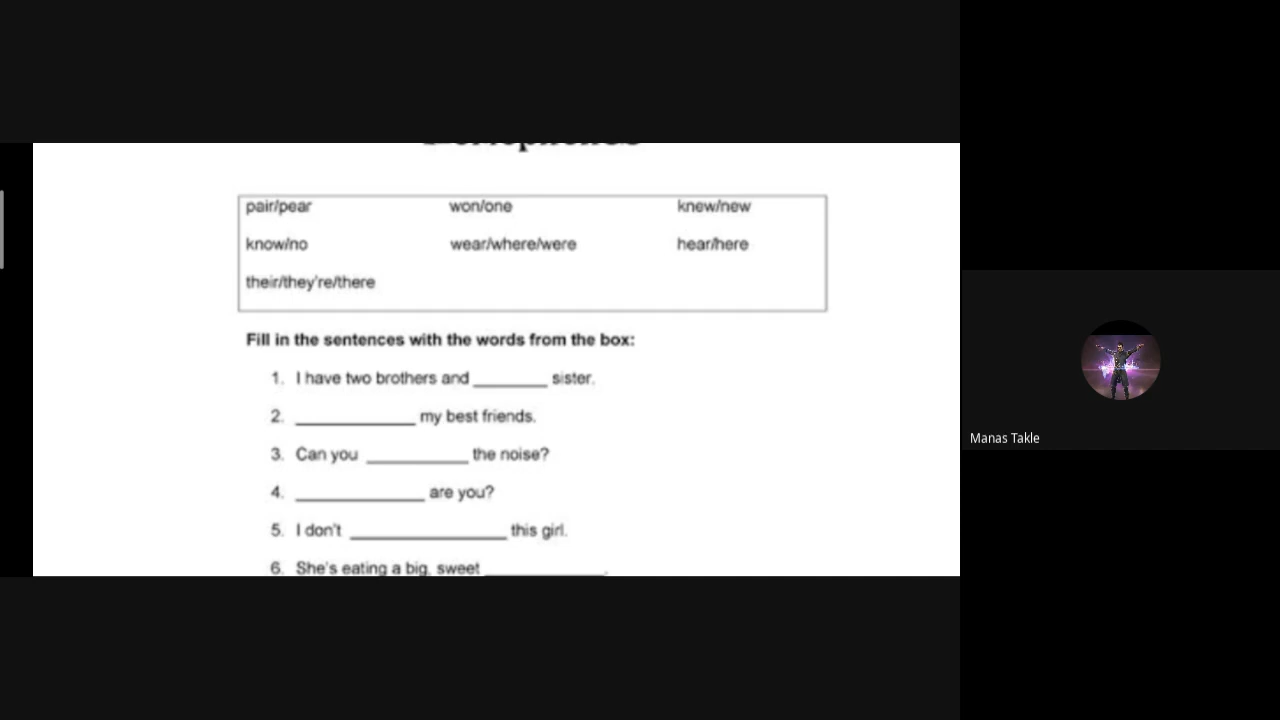 pair/pear won/one knew/new
know/no wear/where/were hear/here
their/they're/there
Fill in the sentences with the words from the box:
1. I have two brothers and ________ sister.
2. _____________ my best friends.
3. Can you ___________ the noise?
4. ______________ are you?
5. I don't _________________ this girl.
6. She's eating a big, sweet _____________.
Manas Takle